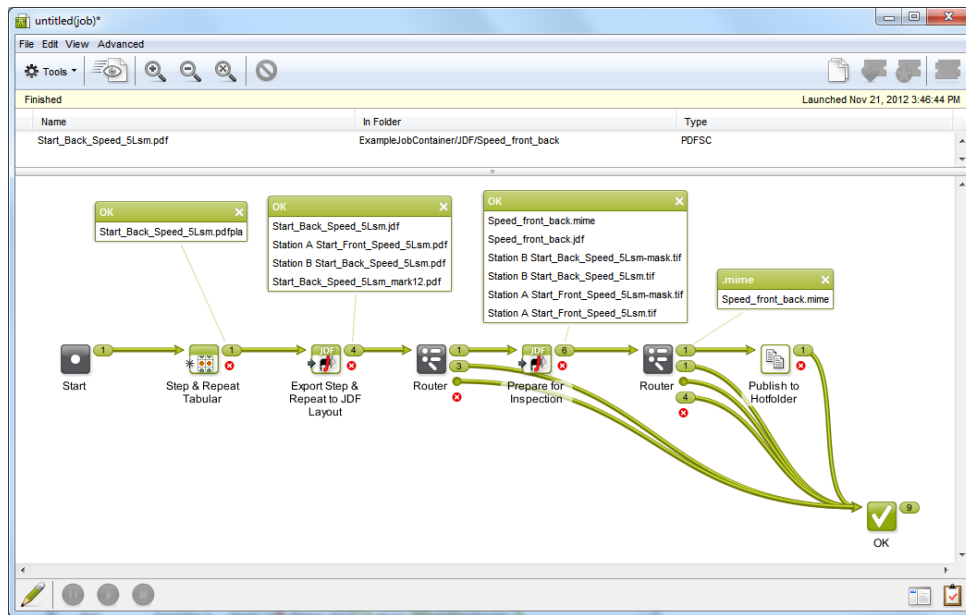 untitled(job)*
File Edit View Advanced
Tools
Finished
Launched Nov 21, 2012 3:46:44 PM
Name In Folder Type
Start_Back_Speed_5Lsm.pdf ExampleJobContainer/JDF/Speed_front_back PDFSC
OK
Start_Back_Speed_5Lsm.pdfpla
OK
Start_Back_Speed_5Lsm.jdf
Station A Start_Front_Speed_5Lsm.pdf
Station B Start_Back_Speed_5Lsm.pdf
Start_Back_Speed_5Lsm_mark12.pdf
OK
Speed_front_back.mime
Speed_front_back.jdf
Station B Start_Back_Speed_5Lsm-mask.tif
Station B Start_Back_Speed_5Lsm.tif
Station A Start_Front_Speed_5Lsm-mask.tif
Station A Start_Front_Speed_5Lsm.tif
.mime
Speed_front_back.mime
1
Start
1
Step & Repeat
Tabular
JDF
4
Export Step &
Repeat to JDF
Layout
1
3
Router
JDF
6
Prepare for
Inspection
1
1
4
Router
1
Publish to
Hotfolder
9
OK